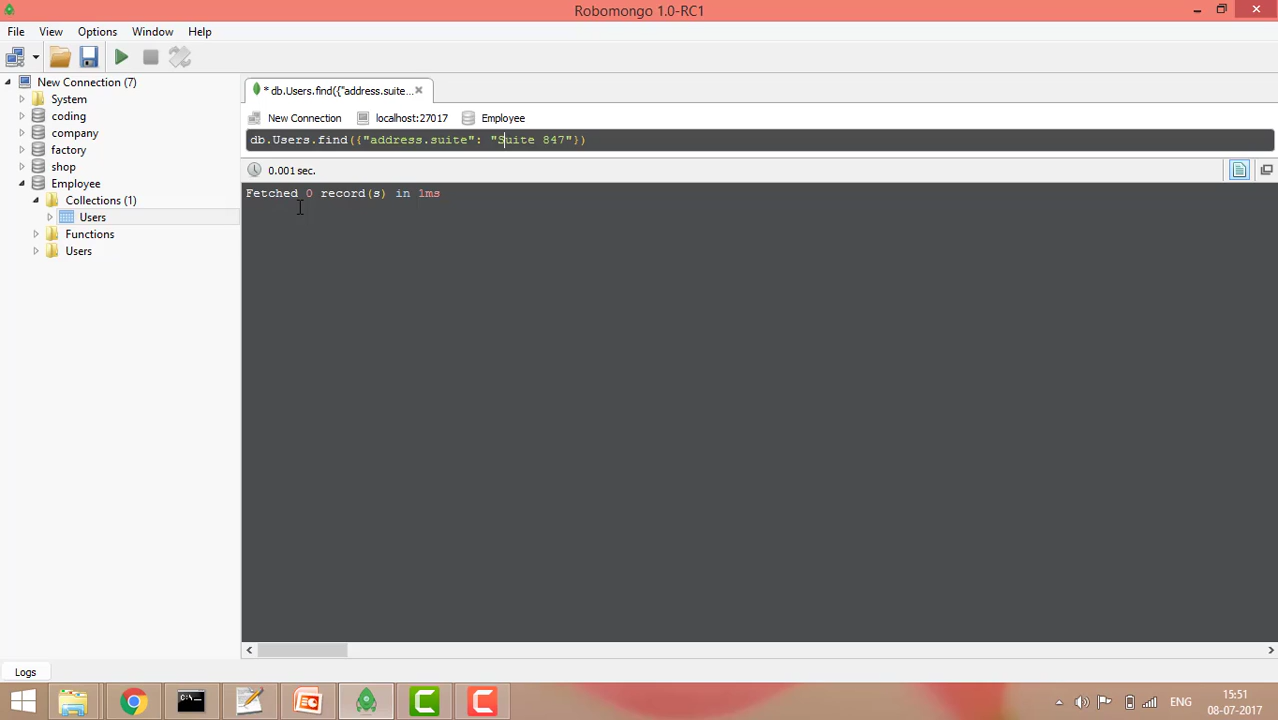 Robomongo 1.0-RC1
File View Options Window Help
New Connection (7)
System
coding
company
factory
shop
Employee
Collections (1)
Users
Functions
Users
* db.Users.find({"address.suite...
New Connection localhost:27017 Employee
db.Users.find({"address.suite": "Suite 847"})
0.001 sec.
Fetched 0 record(s) in 1ms
Logs
ENG
15:51
08-07-2017